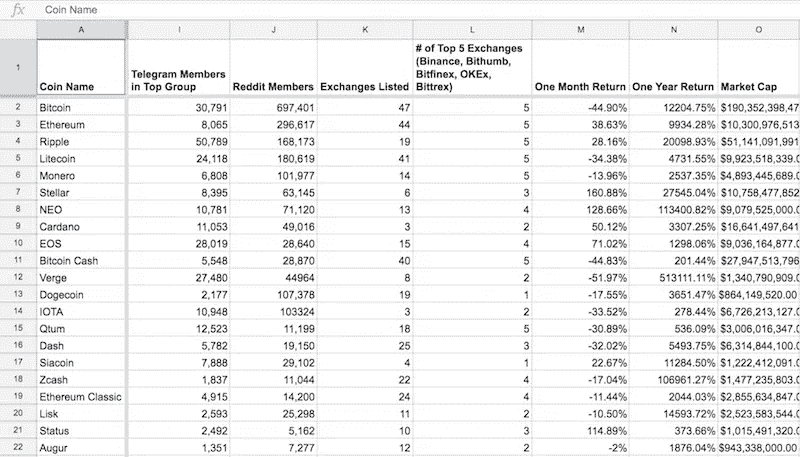 fx Coin Name
A I J K L M N O
1 Coin Name Telegram Members in Top Group Reddit Members Exchanges Listed # of Top 5 Exchanges (Binance, Bithumb, Bitfinex, OKEx, Bittrex) One Month Return One Year Return Market Cap
2 Bitcoin 30,791 697,401 47 5 -44.90% 12204.75% $190,352,398,47
3 Ethereum 8,065 296,617 44 5 38.63% 9934.28% $10,300,976,513
4 Ripple 50,789 168,173 19 5 28.16% 20098.93% $51,141,091,991
5 Litecoin 24,118 180,619 41 5 -34.38% 4731.55% $9,923,518,339.0
6 Monero 6,808 101,977 14 5 -13.96% 2537.35% $4,893,445,689.0
7 Stellar 8,395 63,145 6 3 160.88% 27545.04% $10,758,477,852
8 NEO 10,781 71,120 13 4 128.66% 113400.82% $9,079,525,000.0
9 Cardano 11,053 49,016 3 2 50.12% 3307.25% $16,641,497,641
10 EOS 28,019 28,640 15 4 71.02% 1298.06% $9,036,164,877.0
11 Bitcoin Cash 5,548 28,870 40 5 -44.83% 201.44% $27,947,513,796
12 Verge 27,480 44964 8 2 -51.97% 513111.11% $1,340,790,909.0
13 Dogecoin 2,177 107,378 19 1 -17.55% 3651.47% $864,149,520.00
14 IOTA 10,948 103324 3 2 -33.52% 278.44% $6,726,213,127.0
15 Qtum 12,523 11,199 18 5 -30.89% 536.09% $3,006,016,347.0
16 Dash 5,782 19,150 25 3 -32.02% 5493.75% $6,314,844,100.0
17 Siacoin 7,888 29,102 4 1 22.67% 11284.50% $1,222,412,091.0
18 Zcash 1,837 11,044 22 4 -17.04% 106961.27% $1,477,235,803.0
19 Ethereum Classic 4,915 14,200 24 4 -11.44% 2044.03% $2,855,634,847.0
20 Lisk 2,593 25,298 11 2 -10.50% 14593.72% $2,523,583,544.0
21 Status 2,492 5,162 10 3 114.89% 373.66% $1,015,491,320.0
22 Augur 1,351 7,277 12 2 -2% 1876.04% $943,338,000.00